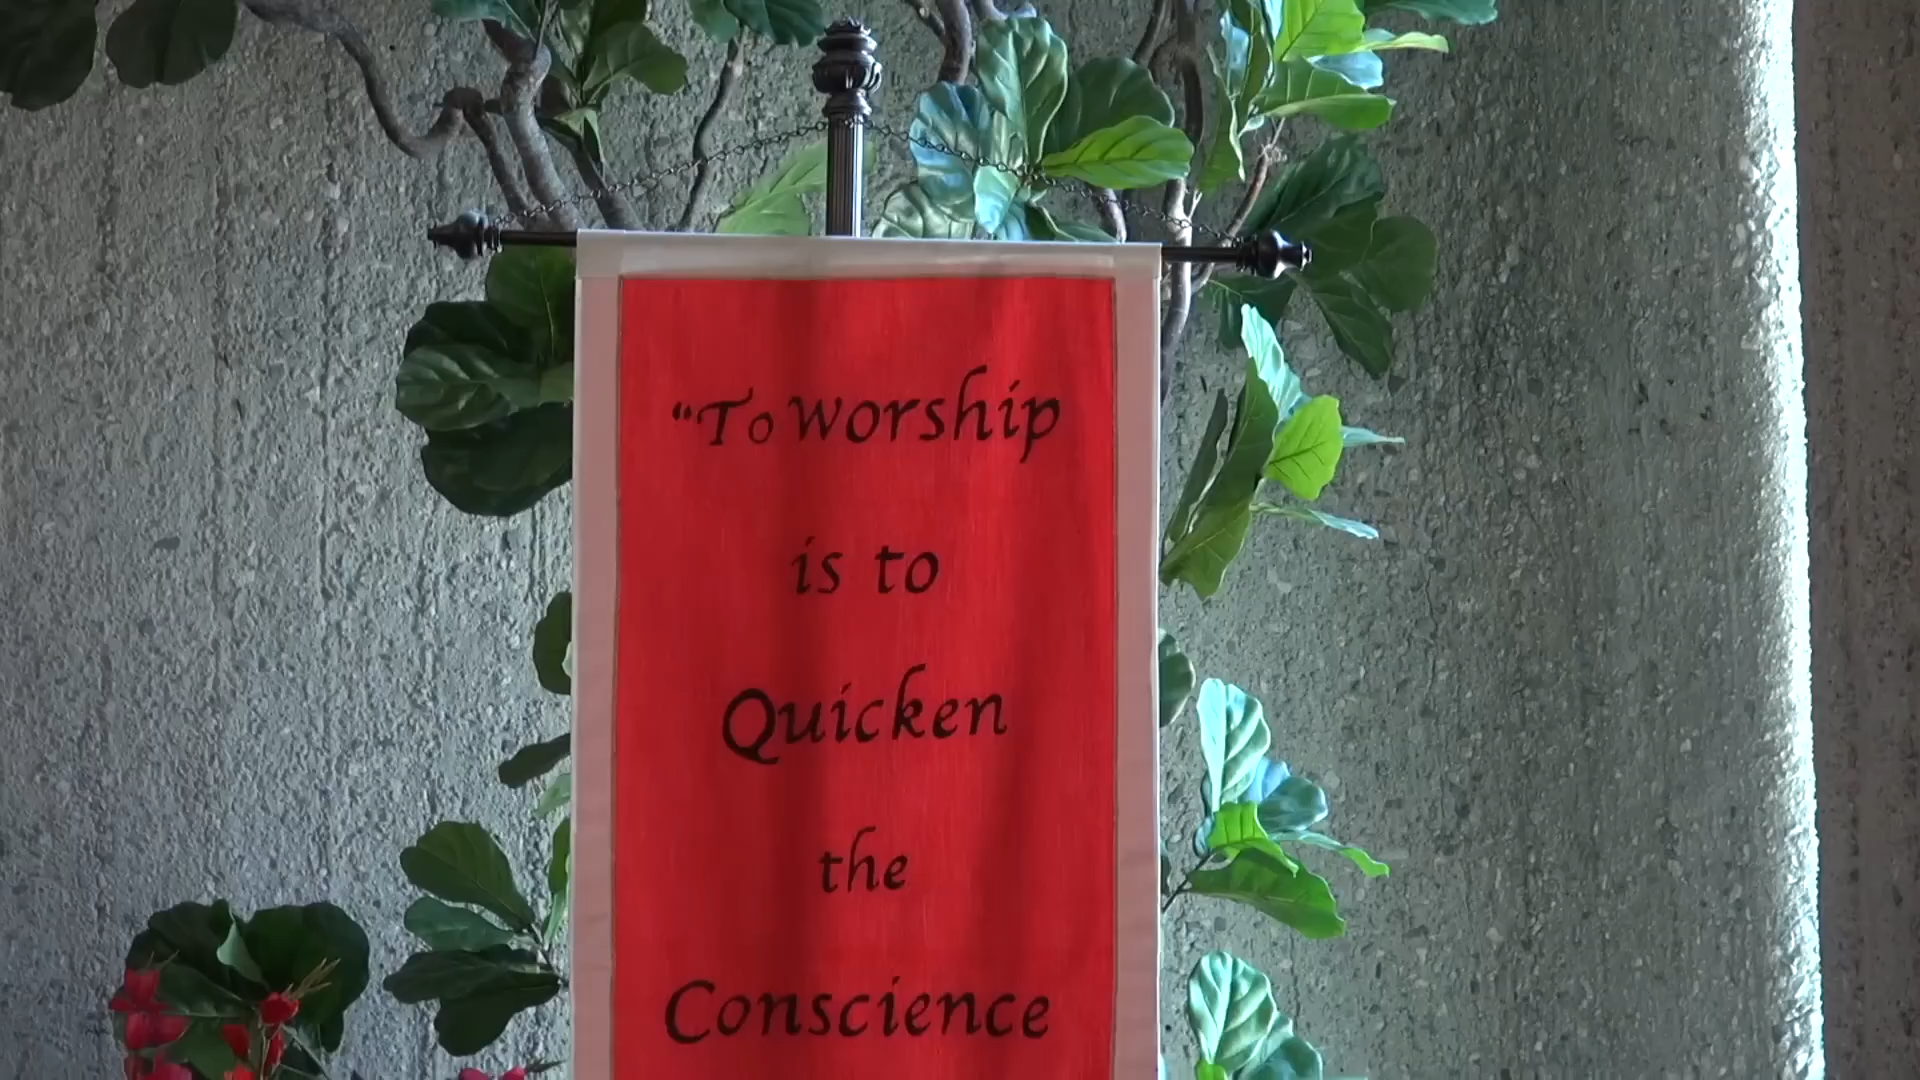 “To worship
is to
Quicken
the
Conscience